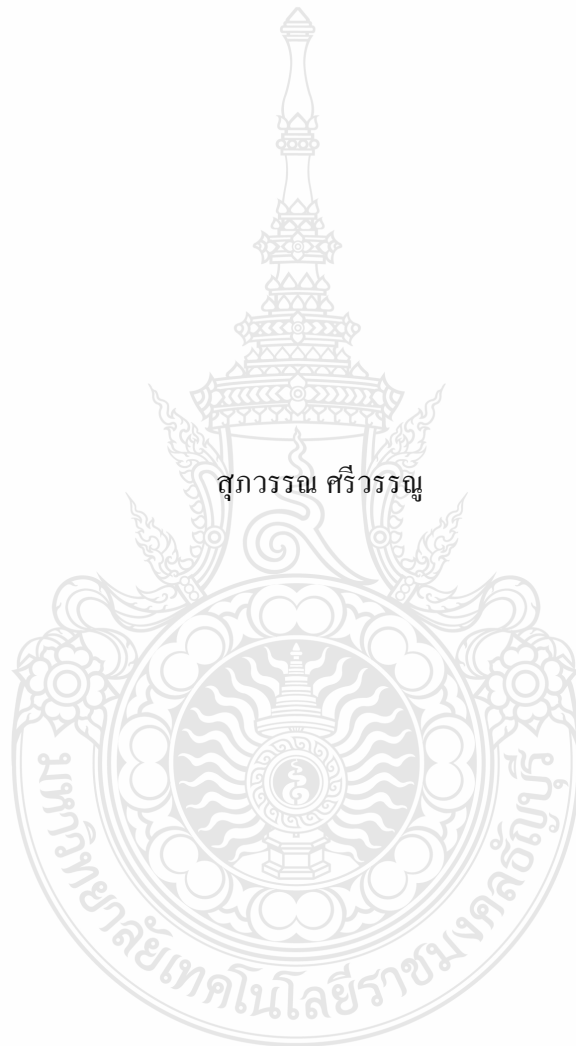 สุภวรรณ ศรีวรรณู
มหาวิทยาลัยเทคโนโลยีราชมงคลธัญบุรี